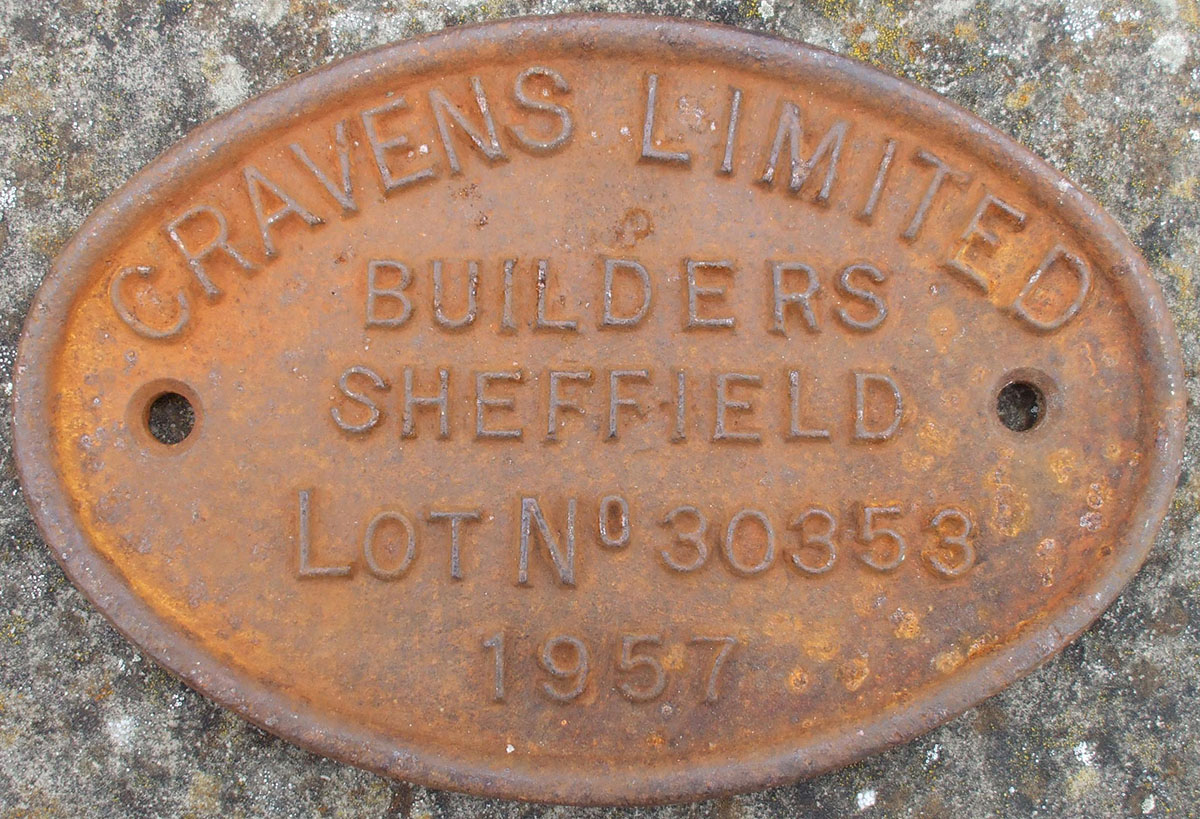 CRAVENS LIMITED
BUILDERS
SHEFFIELD
LOT Nº 30353
1957